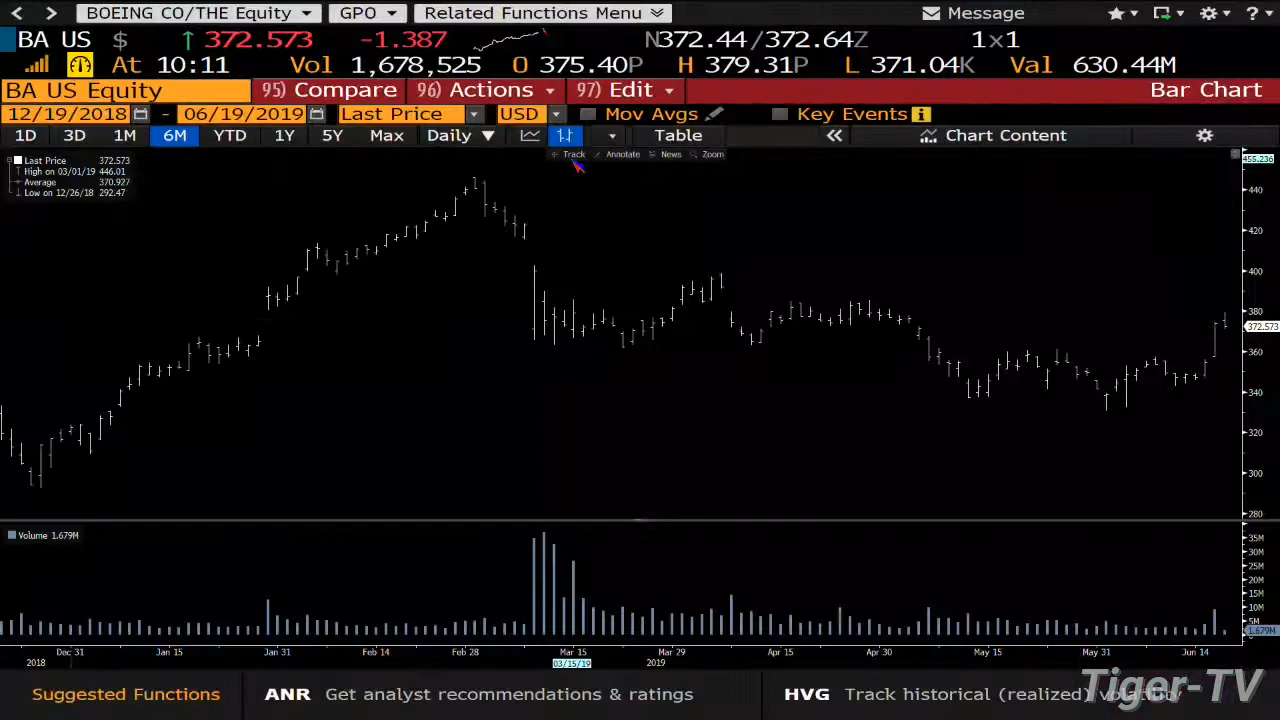 BOEING CO/THE Equity GPO Related Functions Menu Message
BA US $ ↑ 372.573 -1.387 N372.44/372.64Z 1x1
At 10:11 Vol 1,678,525 O 375.40P H 379.31P L 371.04K Val 630.44M
BA US Equity 95) Compare 96) Actions 97) Edit Bar Chart
12/19/2018 - 06/19/2019 Last Price USD Mov Avgs Key Events
1D 3D 1M 6M YTD 1Y 5Y Max Daily ▼ Table « Chart Content
Track Annotate News Zoom
Last Price 372.573
High on 03/01/19 446.01
Average 370.927
Low on 12/26/18 292.47
455.236
440
420
400
380
372.573
360
340
320
300
280
Volume 1.679M
35M
30M
25M
20M
15M
10M
5M
1.679M
Dec 31 Jan 15 Jan 31 Feb 14 Feb 28 Mar 15 Mar 29 Apr 15 Apr 30 May 15 May 31 Jun 14
2018 03/15/19 2019
Suggested Functions ANR Get analyst recommendations & ratings HVG Track historical (realized) volatility
Tiger-TV